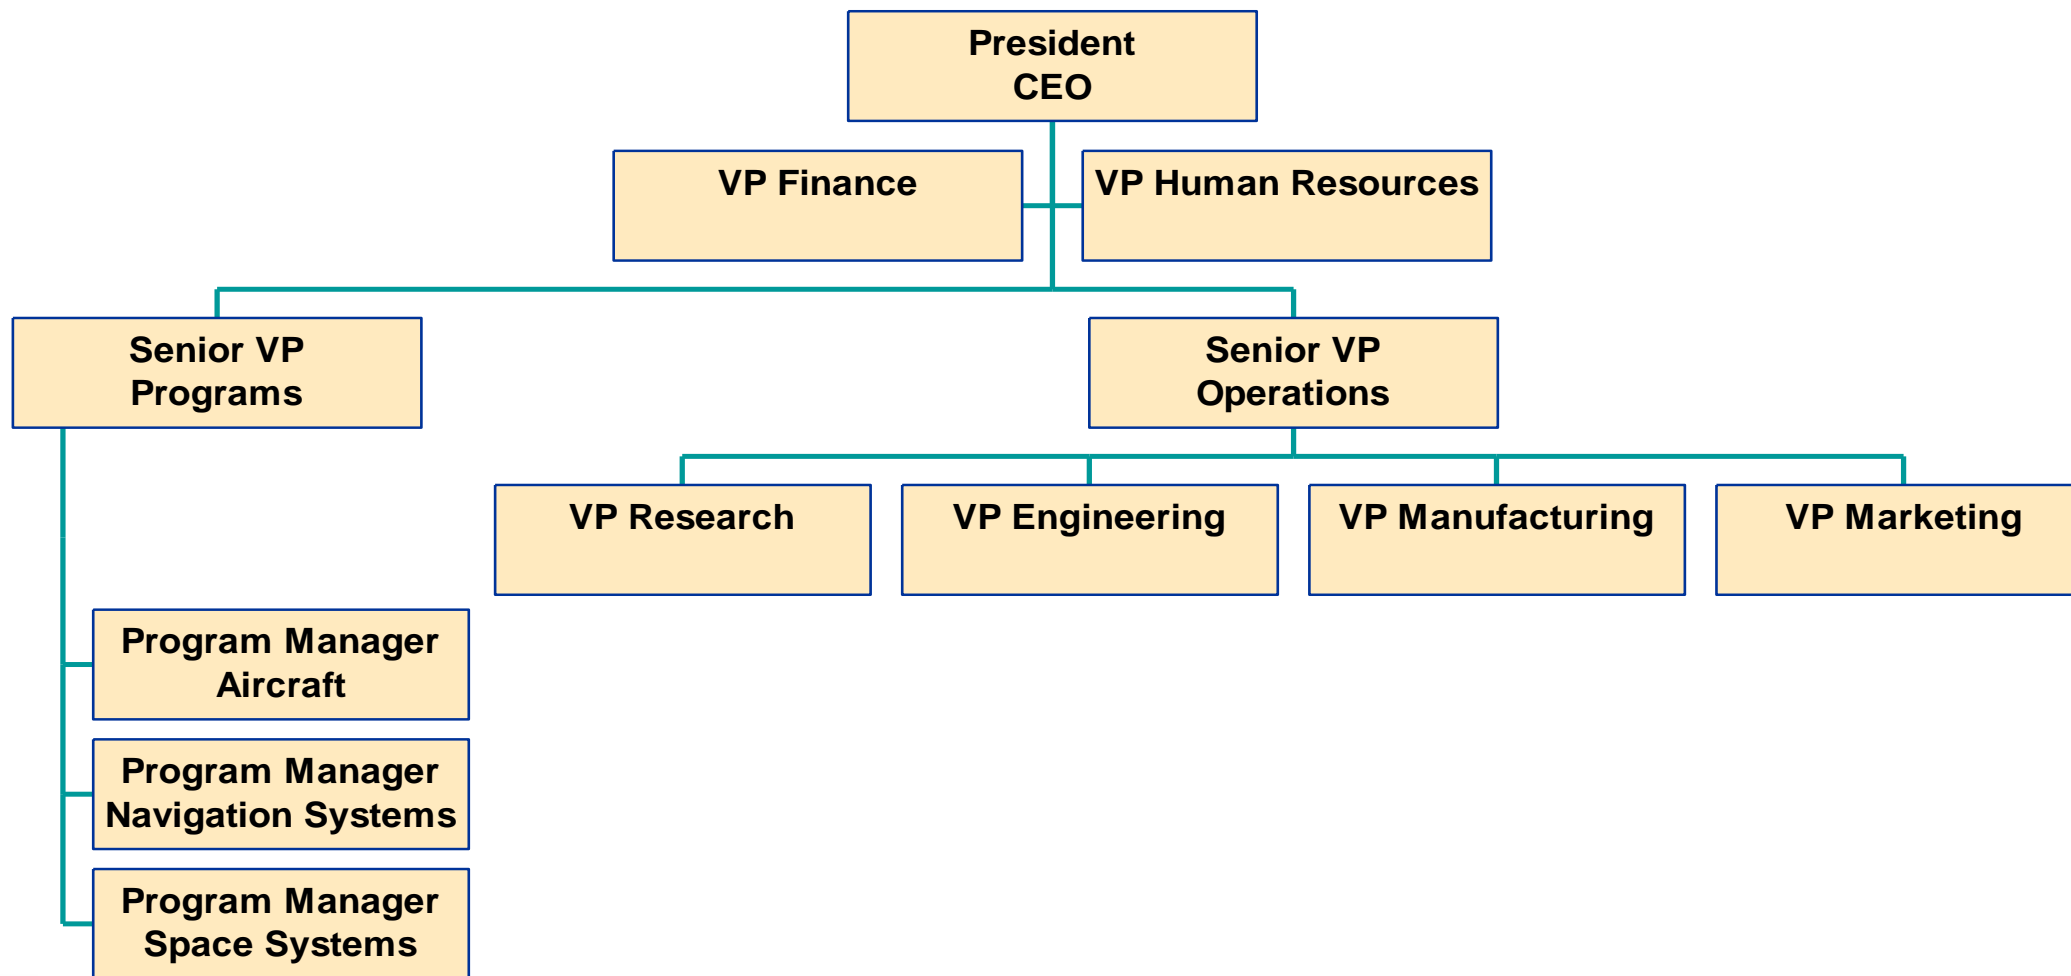 President
CEO
VP Finance
VP Human Resources
Senior VP
Programs
Senior VP
Operations
VP Research
VP Engineering
VP Manufacturing
VP Marketing
Program Manager
Aircraft
Program Manager
Navigation Systems
Program Manager
Space Systems